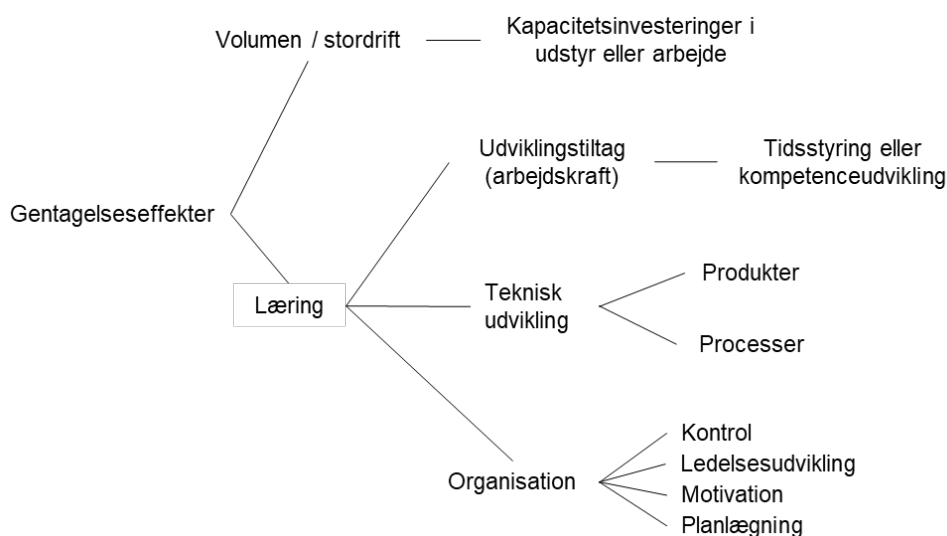 Volumen / stordrift
Kapacitetsinvesteringer i
udstyr eller arbejde
Udviklingstiltag
(arbejdskraft)
Tidsstyring eller
kompetenceudvikling
Gentagelseseffekter
Læring
Teknisk
udvikling
Produkter
Processer
Organisation
Kontrol
Ledelsesudvikling
Motivation
Planlægning